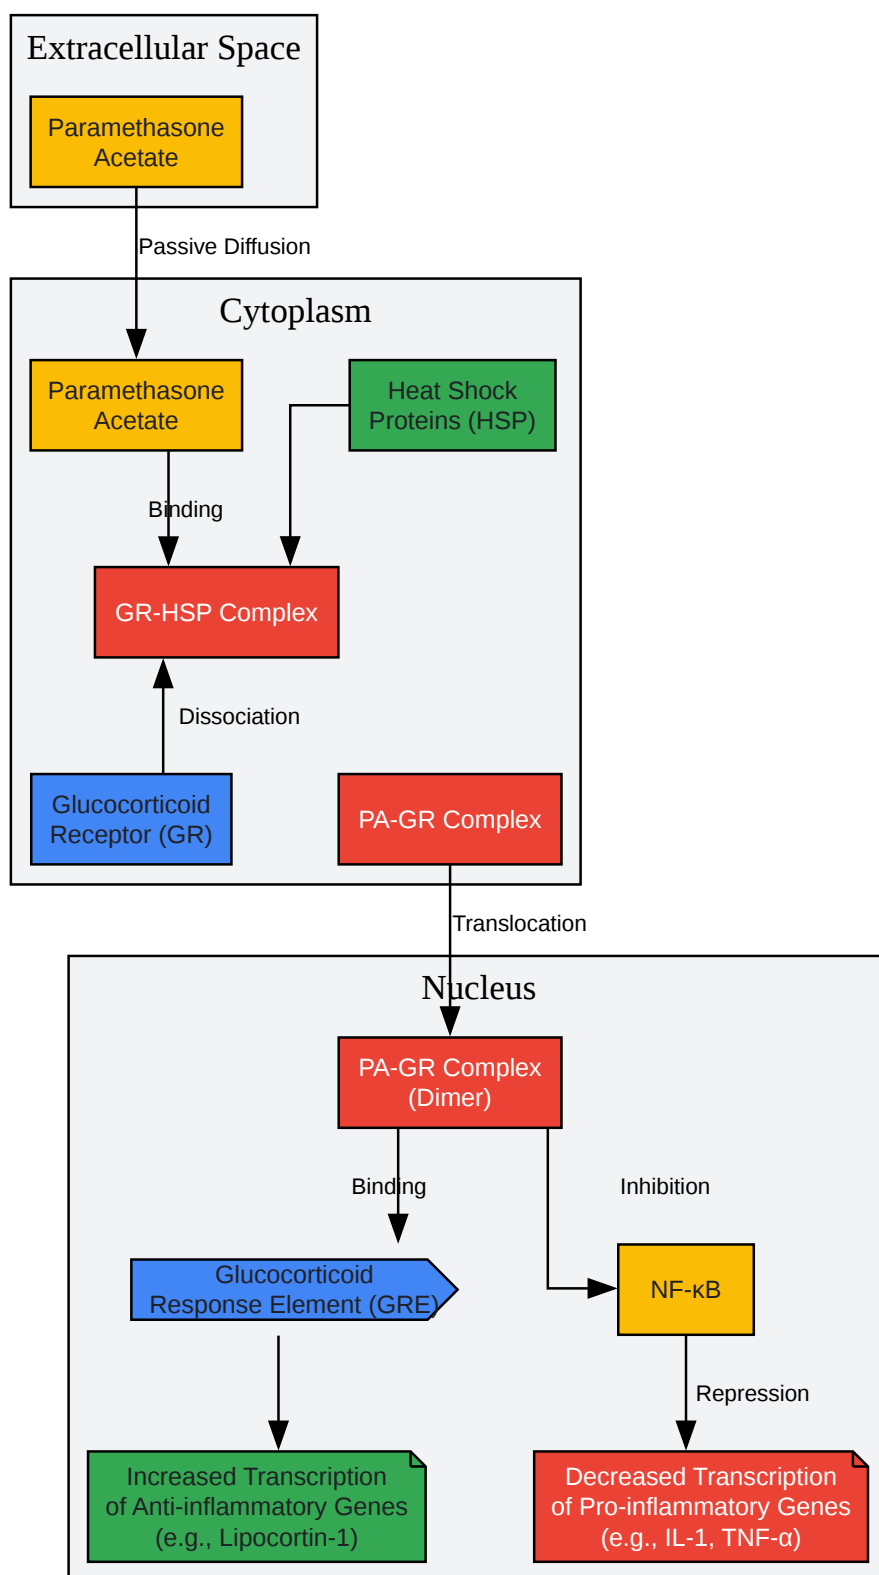 Extracellular Space
Paramethasone
Acetate
Passive Diffusion
Cytoplasm
Paramethasone
Acetate
Heat Shock
Proteins (HSP)
Binding
GR-HSP Complex
Dissociation
Glucocorticoid
Receptor (GR)
PA-GR Complex
Translocation
Nucleus
PA-GR Complex
(Dimer)
Binding
Inhibition
Glucocorticoid
Response Element (GRE)
NF-κB
Repression
Increased Transcription
of Anti-inflammatory Genes
(e.g., Lipocortin-1)
Decreased Transcription
of Pro-inflammatory Genes
(e.g., IL-1, TNF-α)